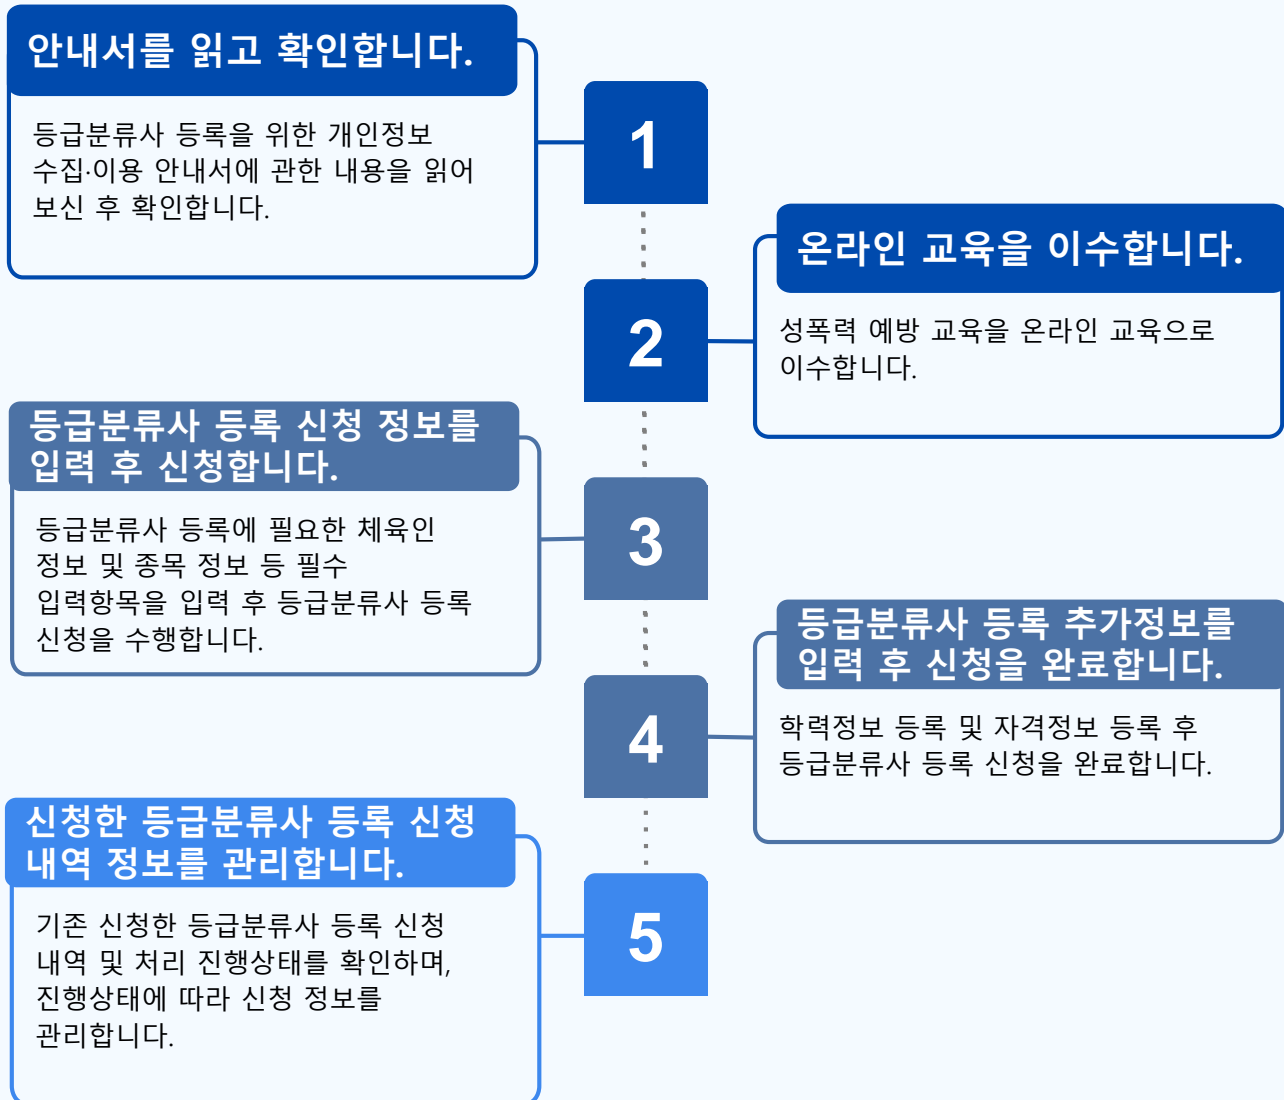 안내서를 읽고 확인합니다.
등급분류사 등록을 위한 개인정보
수집·이용 안내서에 관한 내용을 읽어
보신 후 확인합니다.
1
온라인 교육을 이수합니다.
성폭력 예방 교육을 온라인 교육으로
이수합니다.
2
등급분류사 등록 신청 정보를
입력 후 신청합니다.
등급분류사 등록에 필요한 체육인
정보 및 종목 정보 등 필수
입력항목을 입력 후 등급분류사 등록
신청을 수행합니다.
3
등급분류사 등록 추가정보를
입력 후 신청을 완료합니다.
학력정보 등록 및 자격정보 등록 후
등급분류사 등록 신청을 완료합니다.
4
신청한 등급분류사 등록 신청
내역 정보를 관리합니다.
기존 신청한 등급분류사 등록 신청
내역 및 처리 진행상태를 확인하며,
진행상태에 따라 신청 정보를
관리합니다.
5